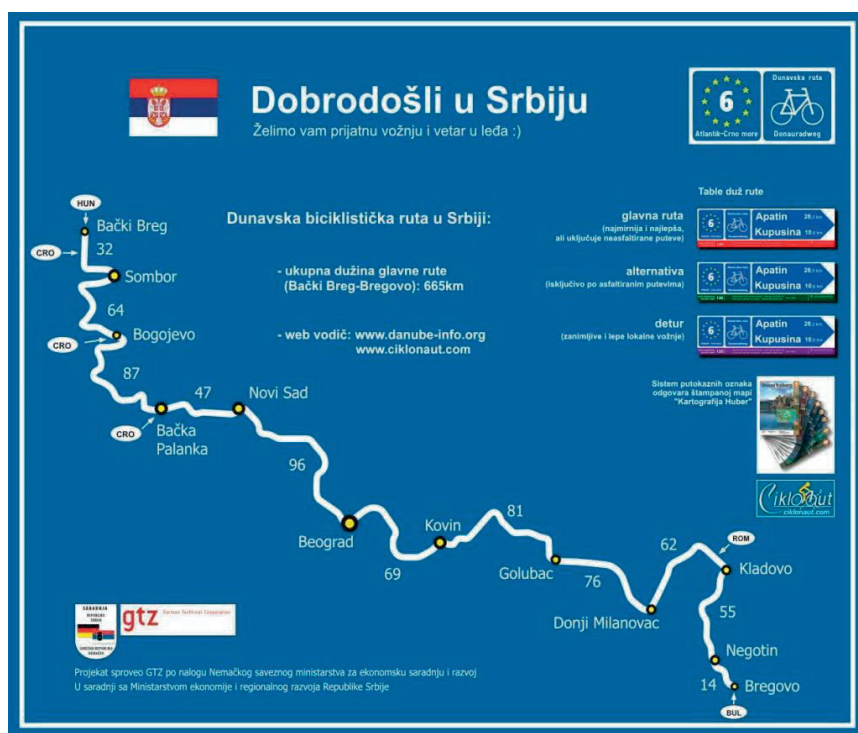 Dobrodošli u Srbiju
Želimo vam prijatnu vožnju i vetar u leđa :)
6
Atlantik-Crno more
Dunavska ruta
Donauradweg
HUN
Bački Breg
32
CRO
Sombor
64
Bogojevo
CRO
87
47
Novi Sad
CRO
Bačka
Palanka
96
Beograd
69
Kovin
81
Golubac
76
Donji Milanovac
62
ROM
Kladovo
55
Negotin
14
Bregovo
BUL
Dunavska biciklistička ruta u Srbiji:
- ukupna dužina glavne rute
(Bački Breg-Bregovo): 665km
- web vodič: www.danube-info.org
www.ciklonaut.com
Table duž rute
glavna ruta
(najmirnija i najlepša,
ali uključuje neasfaltirane puteve)
6
Apatin
Kupusina
alternativa
(isključivo po asfaltiranim putevima)
6
Apatin
Kupusina
detur
(zanimljive i lepe lokalne vožnje)
6
Apatin
Kupusina
Sistem putokaznih oznaka
odgovara štampanoj mapi
"Kartografija Huber"
Ciklonaut
ciklonaut.com
SARADNJA
gtz
Projekat sproveo GTZ po nalogu Nemačkog saveznog ministarstva za ekonomsku saradnju i razvoj
U saradnji sa Ministarstvom ekonomije i regionalnog razvoja Republike Srbije